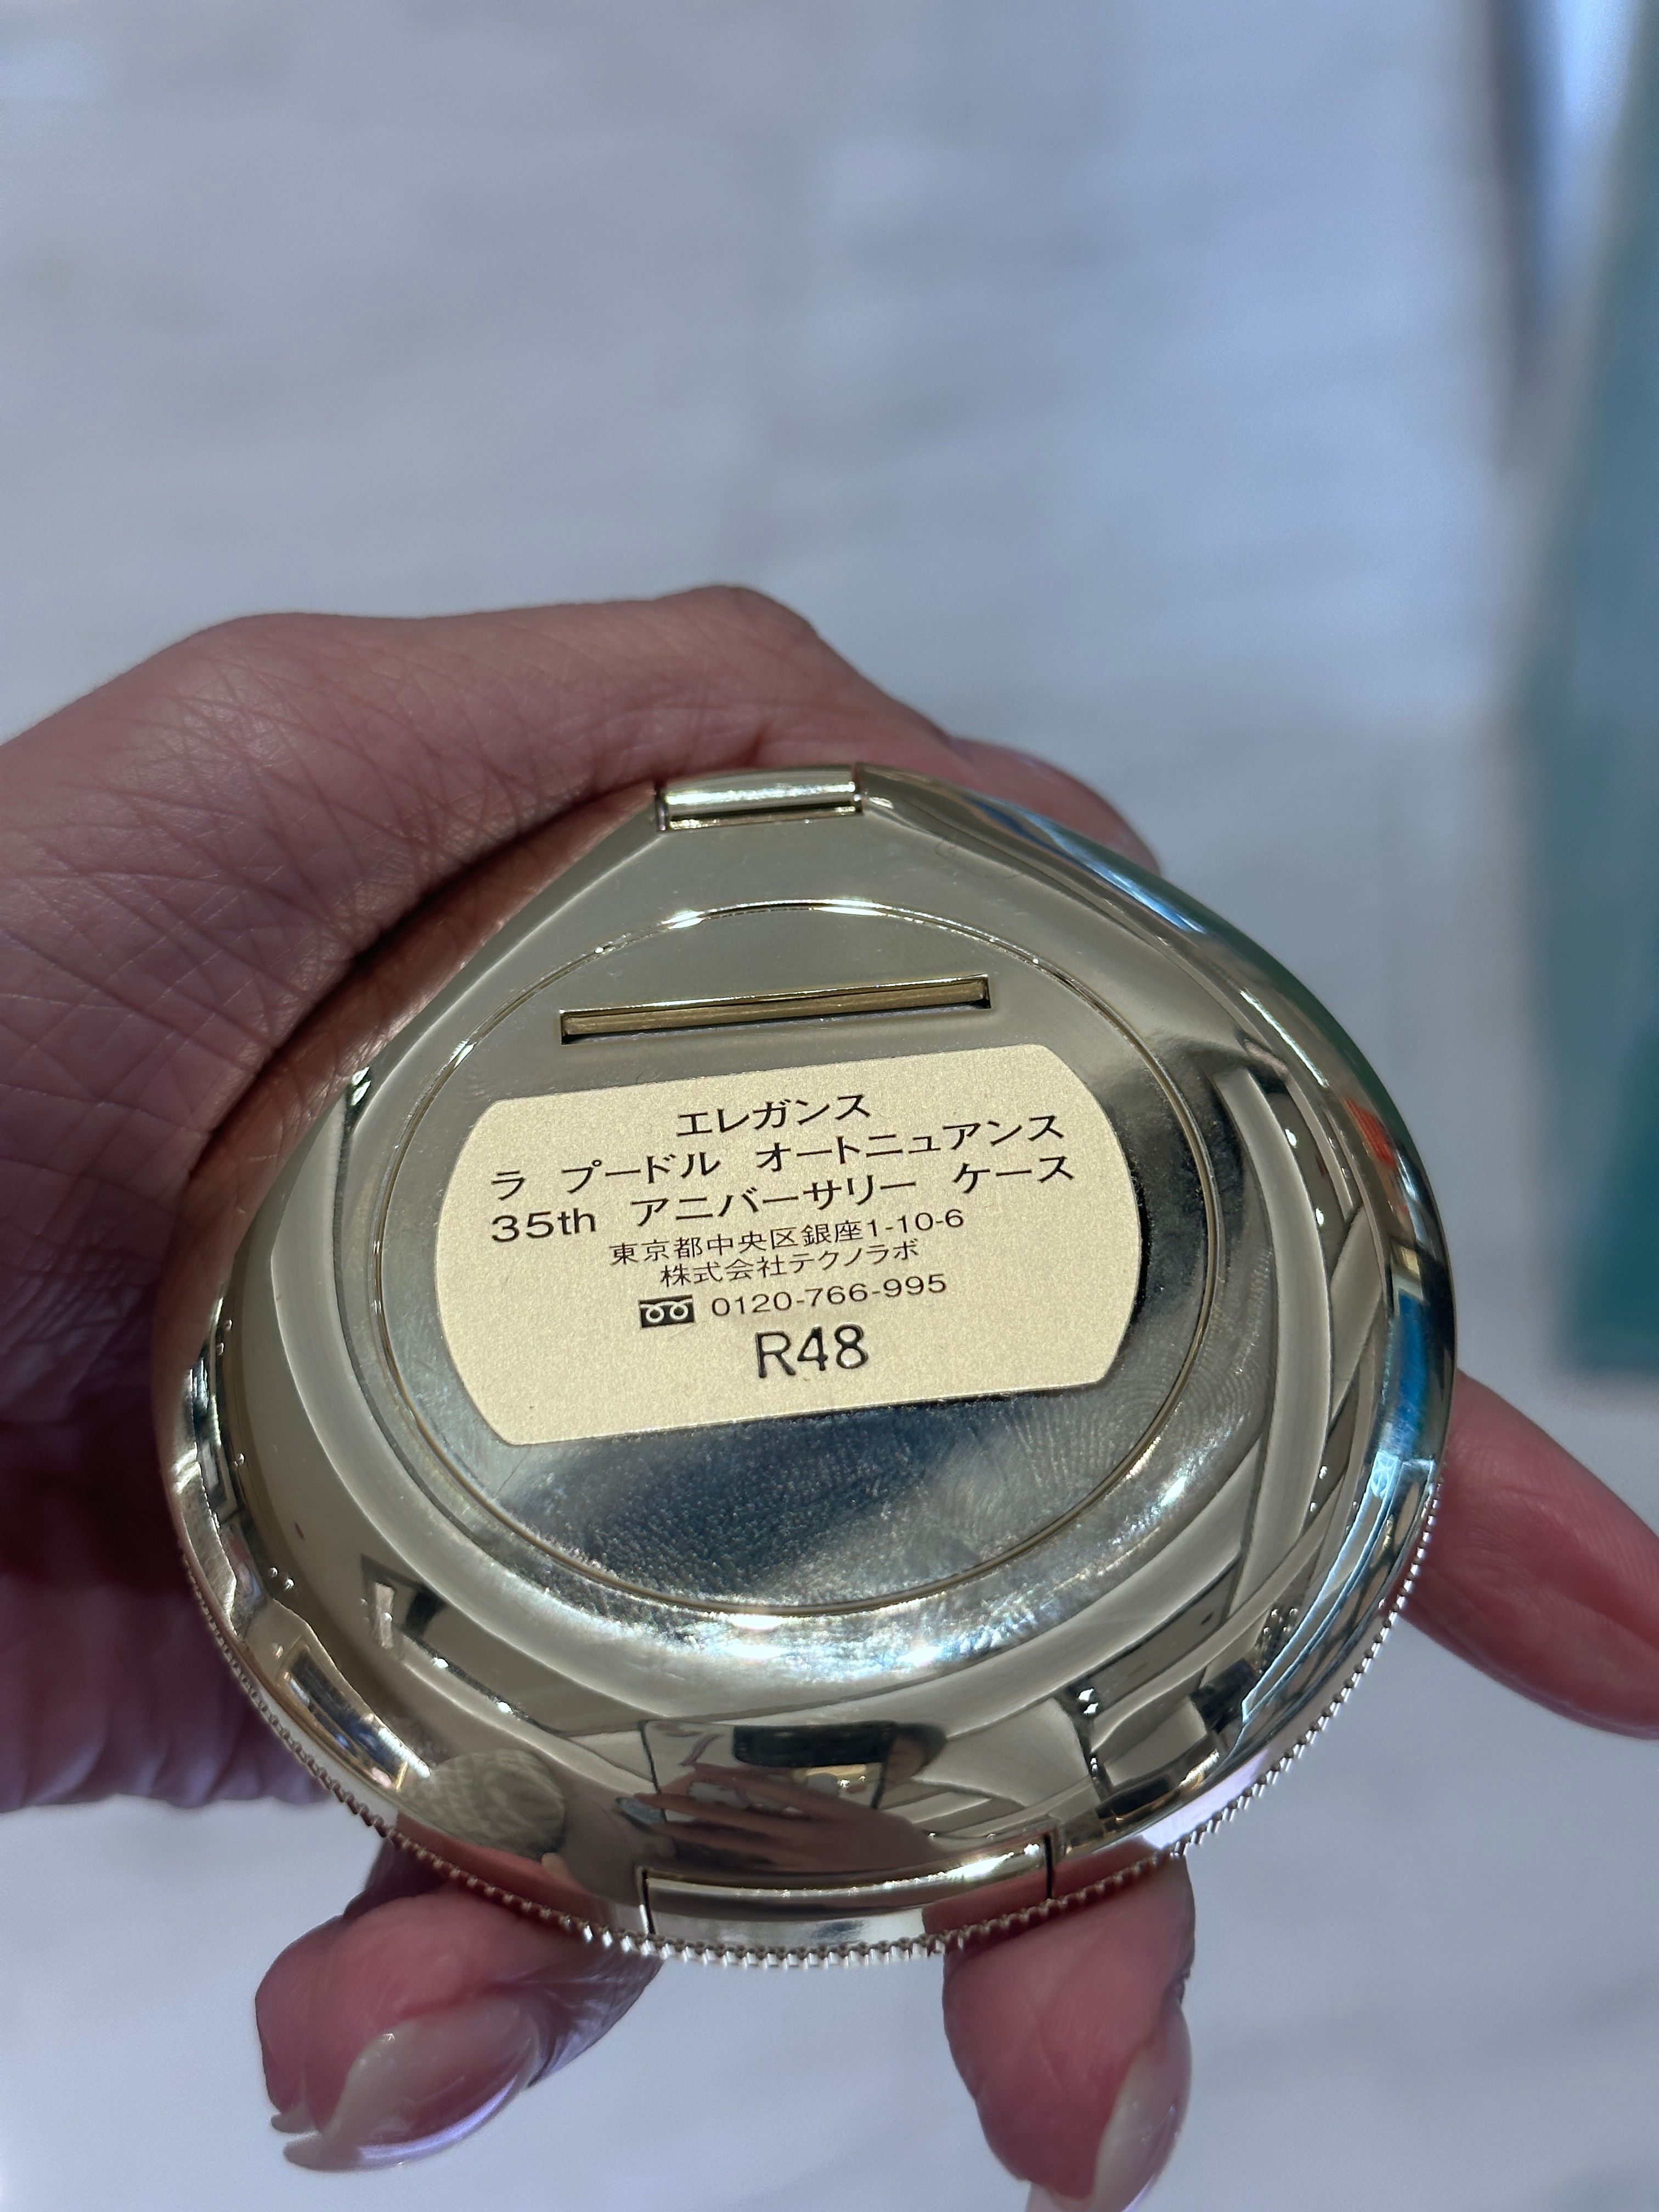 エレガンス
ラ プードル オートニュアンス
35th アニバーサリー ケース
東京都中央区銀座1-10-6
株式会社テクノラボ
0120-766-995
R48